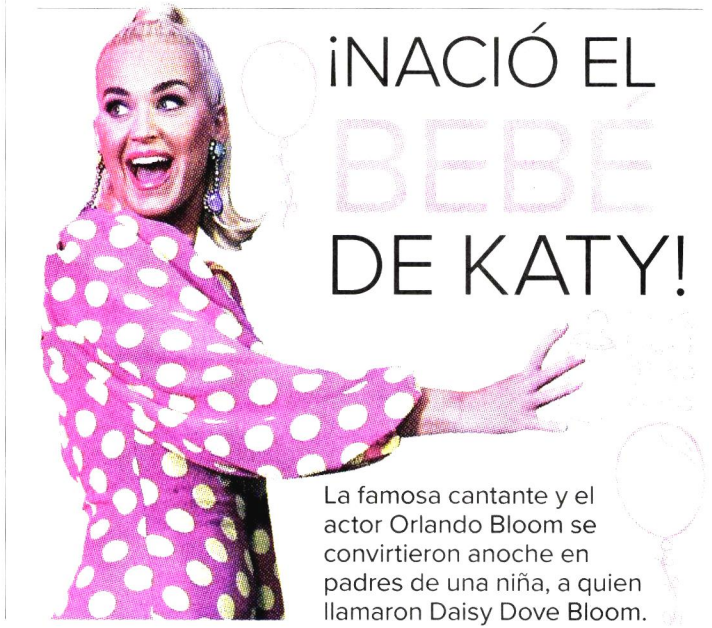 ¡NACIÓ EL
BEBÉ
DE KATY!
La famosa cantante y el
actor Orlando Bloom se
convirtieron anoche en
padres de una niña, a quien
llamaron Daisy Dove Bloom.